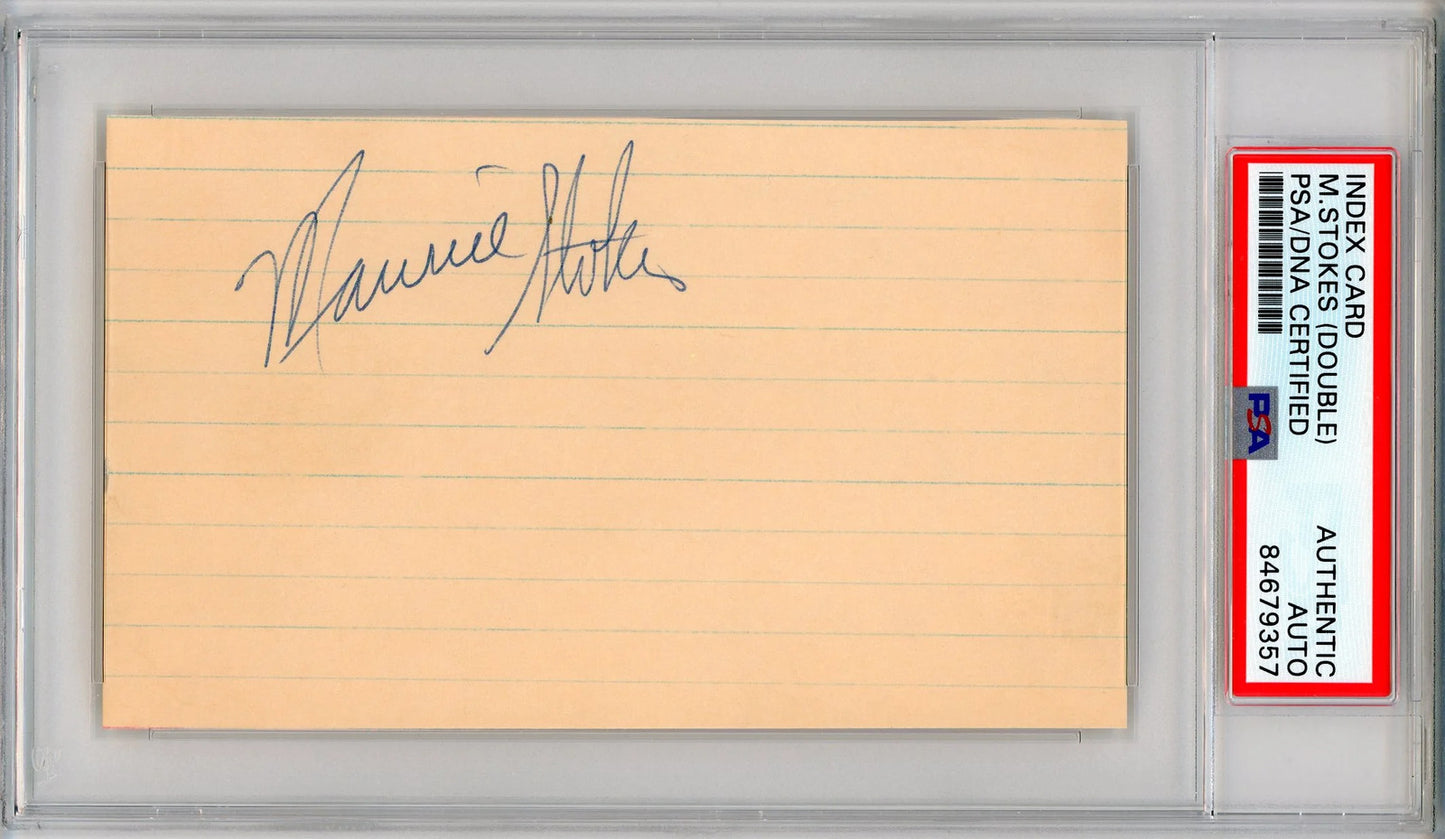 Maurice Stokes
INDEX CARD
M.STOKES (DOUBLE)
PSA/DNA CERTIFIED
AUTHENTIC
AUTO
84679357
PSA